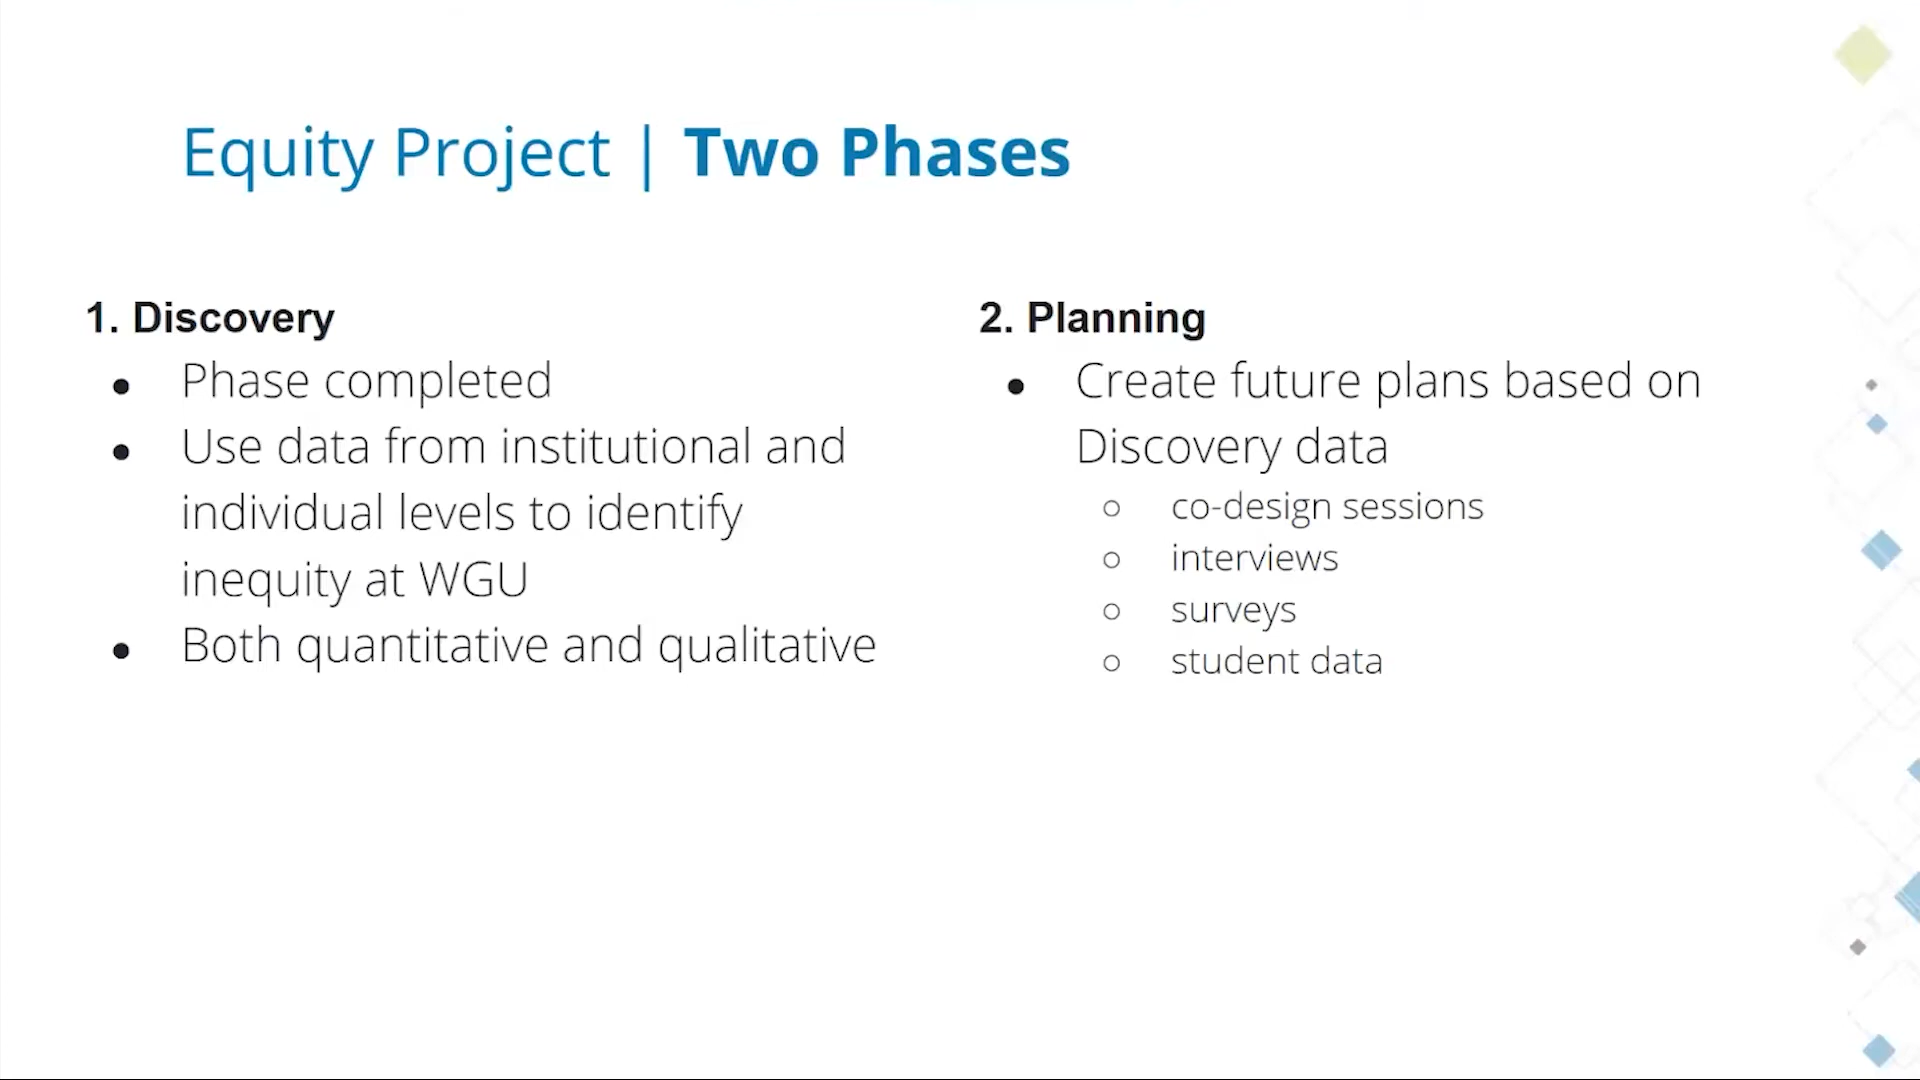 Equity Project | Two Phases
1. Discovery
● Phase completed
● Use data from institutional and
individual levels to identify
inequity at WGU
● Both quantitative and qualitative
2. Planning
● Create future plans based on
Discovery data
○ co-design sessions
○ interviews
○ surveys
○ student data